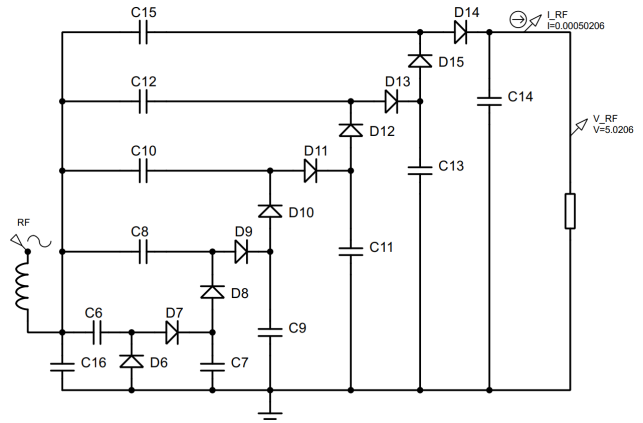 C15
D14
I_RF
I=0.00050206
D15
C12
D13
C14
V_RF
V=5.0206
D12
C10
D11
C13
RF
D10
C8
D9
C11
D8
C6
D7
C9
C16
D6
C7